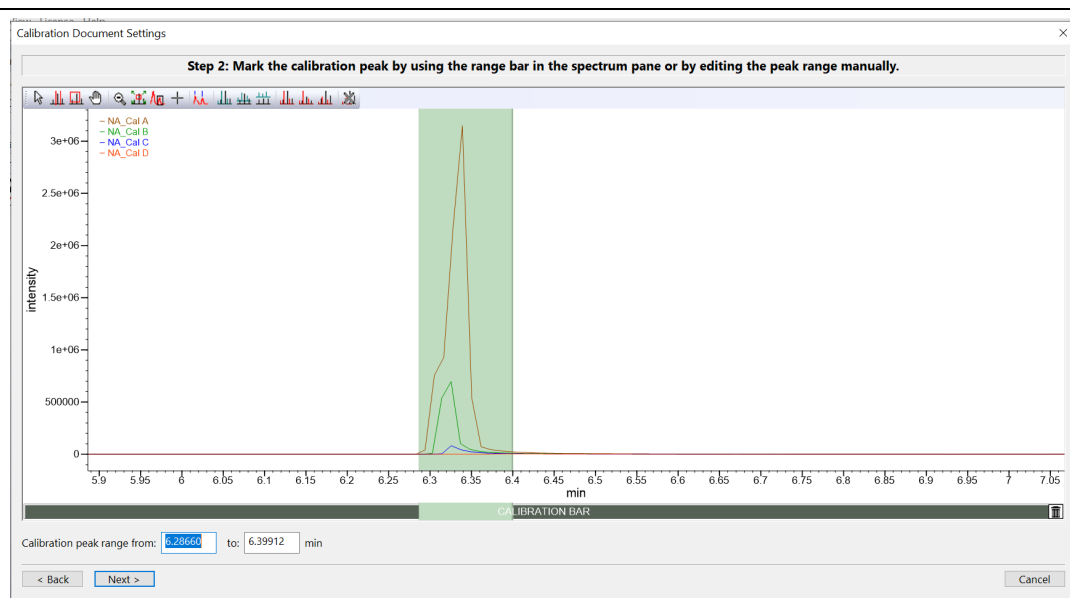 View License Help
Calibration Document Settings
Step 2: Mark the calibration peak by using the range bar in the spectrum pane or by editing the peak range manually.
NA_Cal A
NA_Cal B
NA_Cal C
NA_Cal D
intensity
3e+06
2.5e+06
2e+06
1.5e+06
1e+06
500000
0
5.9 5.95 6 6.05 6.1 6.15 6.2 6.25 6.3 6.35 6.4 6.45 6.5 6.55 6.6 6.65 6.7 6.75 6.8 6.85 6.9 6.95 7 7.05
min
CALIBRATION BAR
Calibration peak range from: 6.28660 to: 6.39912 min
< Back Next > Cancel